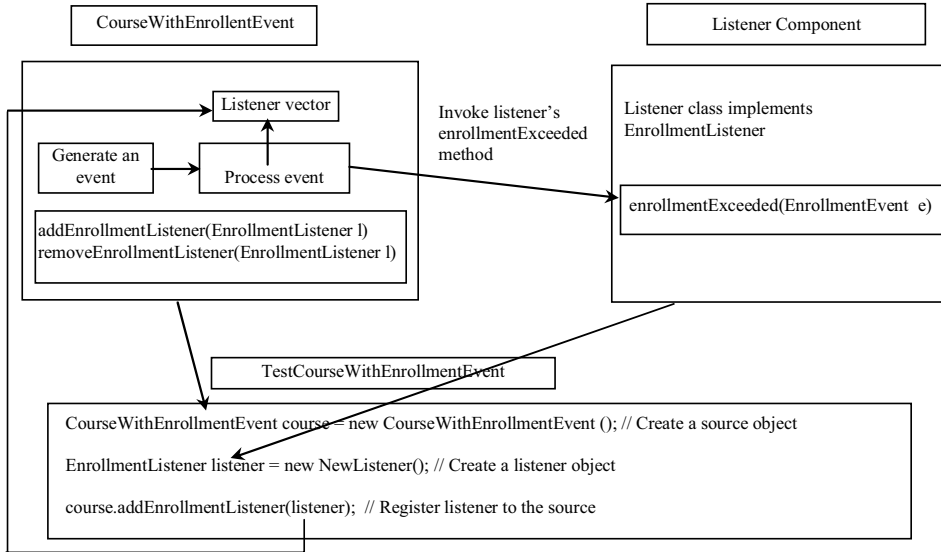 CourseWithEnrollentEvent
Listener Component
Listener vector
Generate an
event
Process event
addEnrollmentListener(EnrollmentListener l)
removeEnrollmentListener(EnrollmentListener l)
Invoke listener’s
enrollmentExceeded
method
Listener class implements
EnrollmentListener
enrollmentExceeded(EnrollmentEvent e)
TestCourseWithEnrollmentEvent
CourseWithEnrollmentEvent course = new CourseWithEnrollmentEvent (); // Create a source object
EnrollmentListener listener = new NewListener(); // Create a listener object
course.addEnrollmentListener(listener); // Register listener to the source